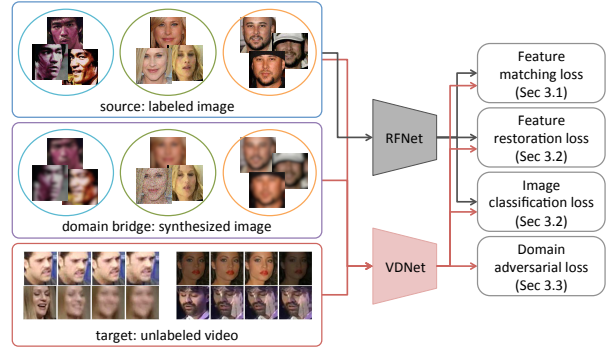 source: labeled image
domain bridge: synthesized image
target: unlabeled video
RFNet
VDNet
Feature
matching loss
(Sec 3.1)
Feature
restoration loss
(Sec 3.2)
Image
classification loss
(Sec 3.2)
Domain
adversarial loss
(Sec 3.3)